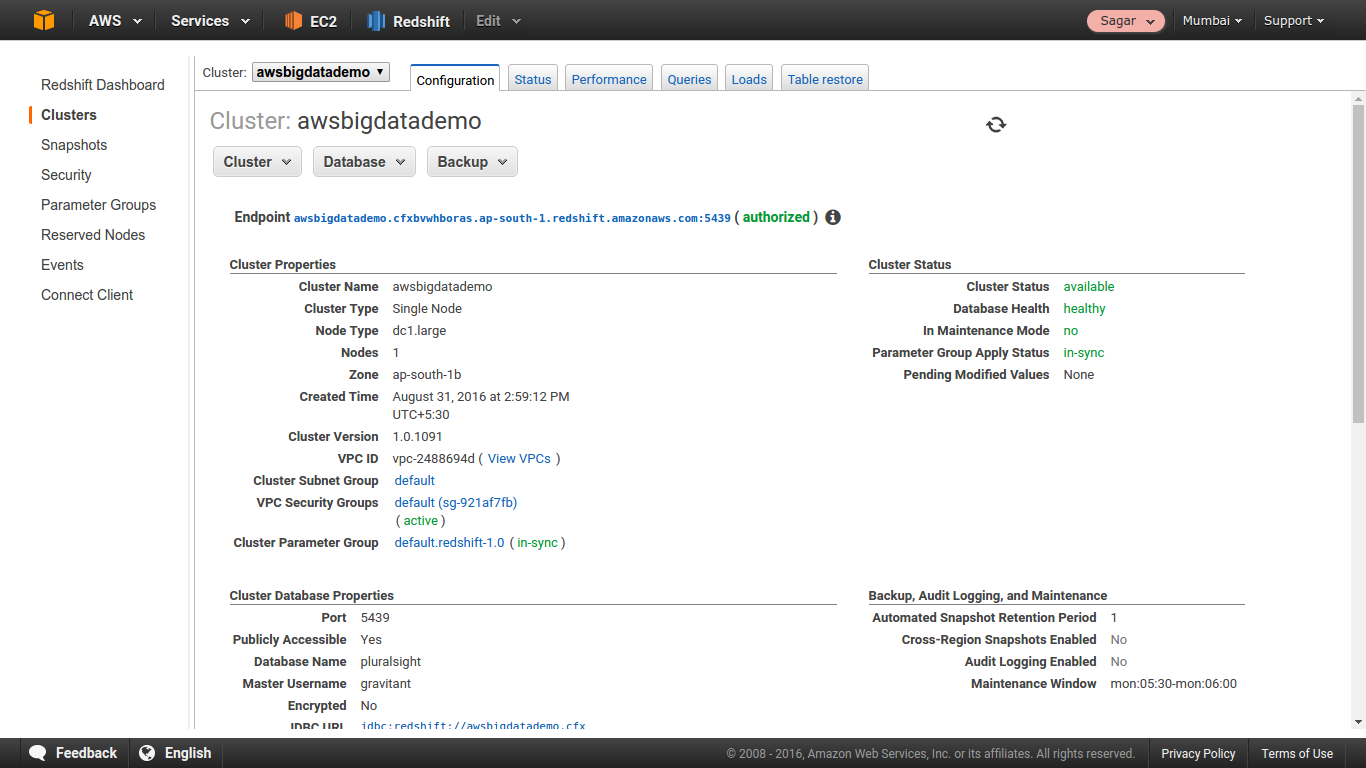 AWS Services EC2 Redshift Edit Sagar Mumbai Support
Redshift Dashboard
Clusters
Snapshots
Security
Parameter Groups
Reserved Nodes
Events
Connect Client
Cluster: awsbigdatademo Configuration Status Performance Queries Loads Table restore
Cluster: awsbigdatademo
Cluster Database Backup
Endpoint awsbigdatademo.cfxbvwhboras.ap-south-1.redshift.amazonaws.com:5439 ( authorized )
Cluster Properties
Cluster Name awsbigdatademo
Cluster Type Single Node
Node Type dc1.large
Nodes 1
Zone ap-south-1b
Created Time August 31, 2016 at 2:59:12 PM
UTC+5:30
Cluster Version 1.0.1091
VPC ID vpc-2488694d ( View VPCs )
Cluster Subnet Group default
VPC Security Groups default (sg-921af7fb)
( active )
Cluster Parameter Group default.redshift-1.0 ( in-sync )
Cluster Status
Cluster Status available
Database Health healthy
In Maintenance Mode no
Parameter Group Apply Status in-sync
Pending Modified Values None
Cluster Database Properties
Port 5439
Publicly Accessible Yes
Database Name pluralsight
Master Username gravitant
Encrypted No
JDBC URL jdbc:redshift://awsbigdatademo.cfx
Backup, Audit Logging, and Maintenance
Automated Snapshot Retention Period 1
Cross-Region Snapshots Enabled No
Audit Logging Enabled No
Maintenance Window mon:05:30-mon:06:00
Feedback English © 2008 - 2016, Amazon Web Services, Inc. or its affiliates. All rights reserved. Privacy Policy Terms of Use